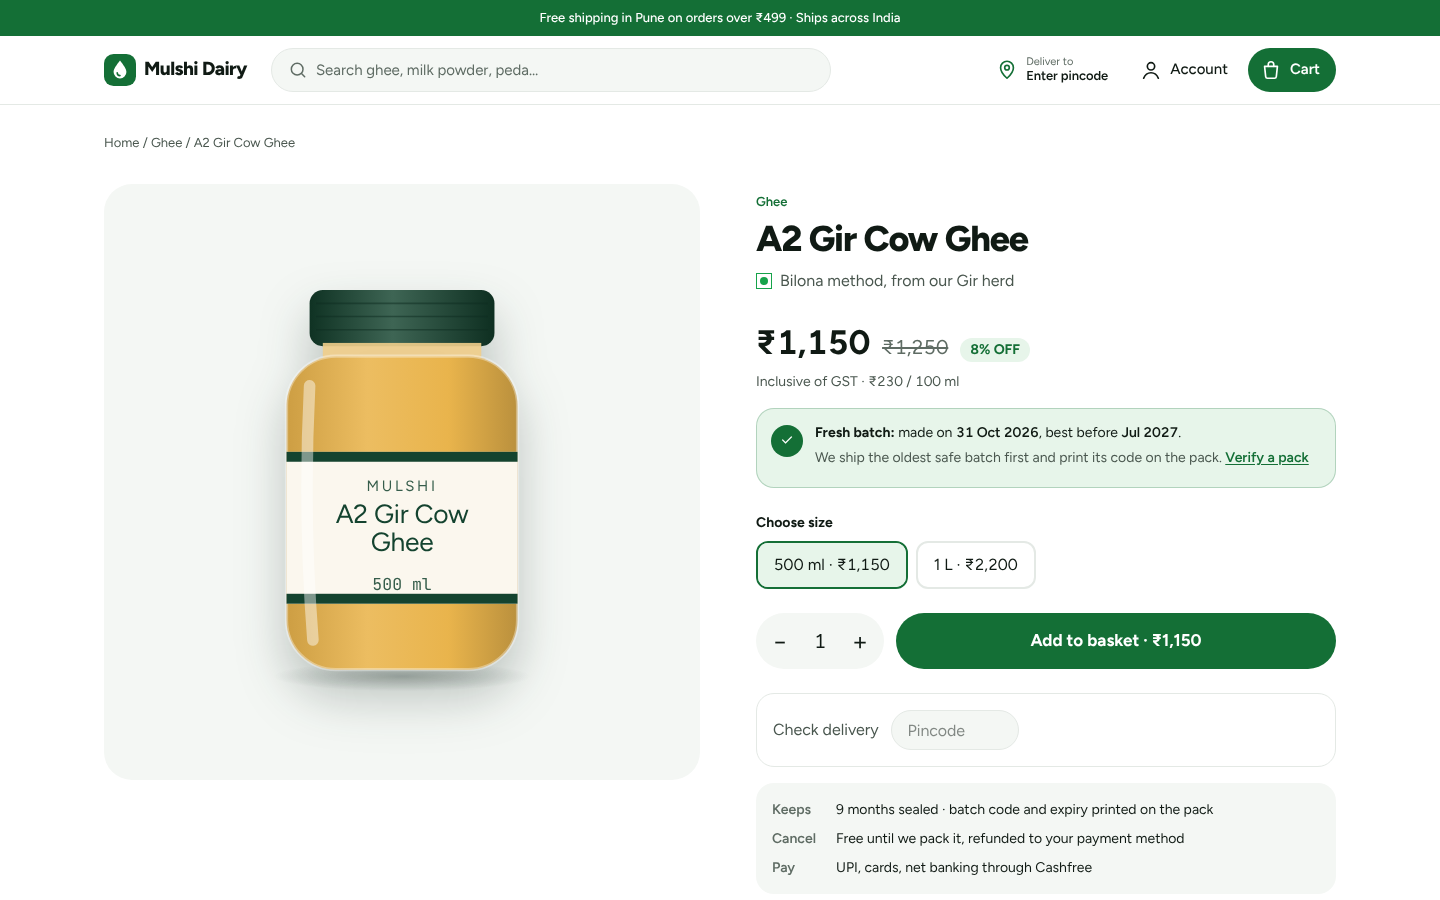 Free shipping in Pune on orders over ₹499 · Ships across India
Mulshi Dairy
Search ghee, milk powder, peda...
Deliver to
Enter pincode
Account
Cart
Home / Ghee / A2 Gir Cow Ghee
MULSHI
A2 Gir Cow
Ghee
500 ml
Ghee
A2 Gir Cow Ghee
Bilona method, from our Gir herd
₹1,150 ₹1,250 8% OFF
Inclusive of GST · ₹230 / 100 ml
Fresh batch: made on 31 Oct 2026, best before Jul 2027.
We ship the oldest safe batch first and print its code on the pack. Verify a pack
Choose size
500 ml · ₹1,150
1 L · ₹2,200
− 1 +
Add to basket · ₹1,150
Check delivery Pincode
Keeps 9 months sealed · batch code and expiry printed on the pack
Cancel Free until we pack it, refunded to your payment method
Pay UPI, cards, net banking through Cashfree